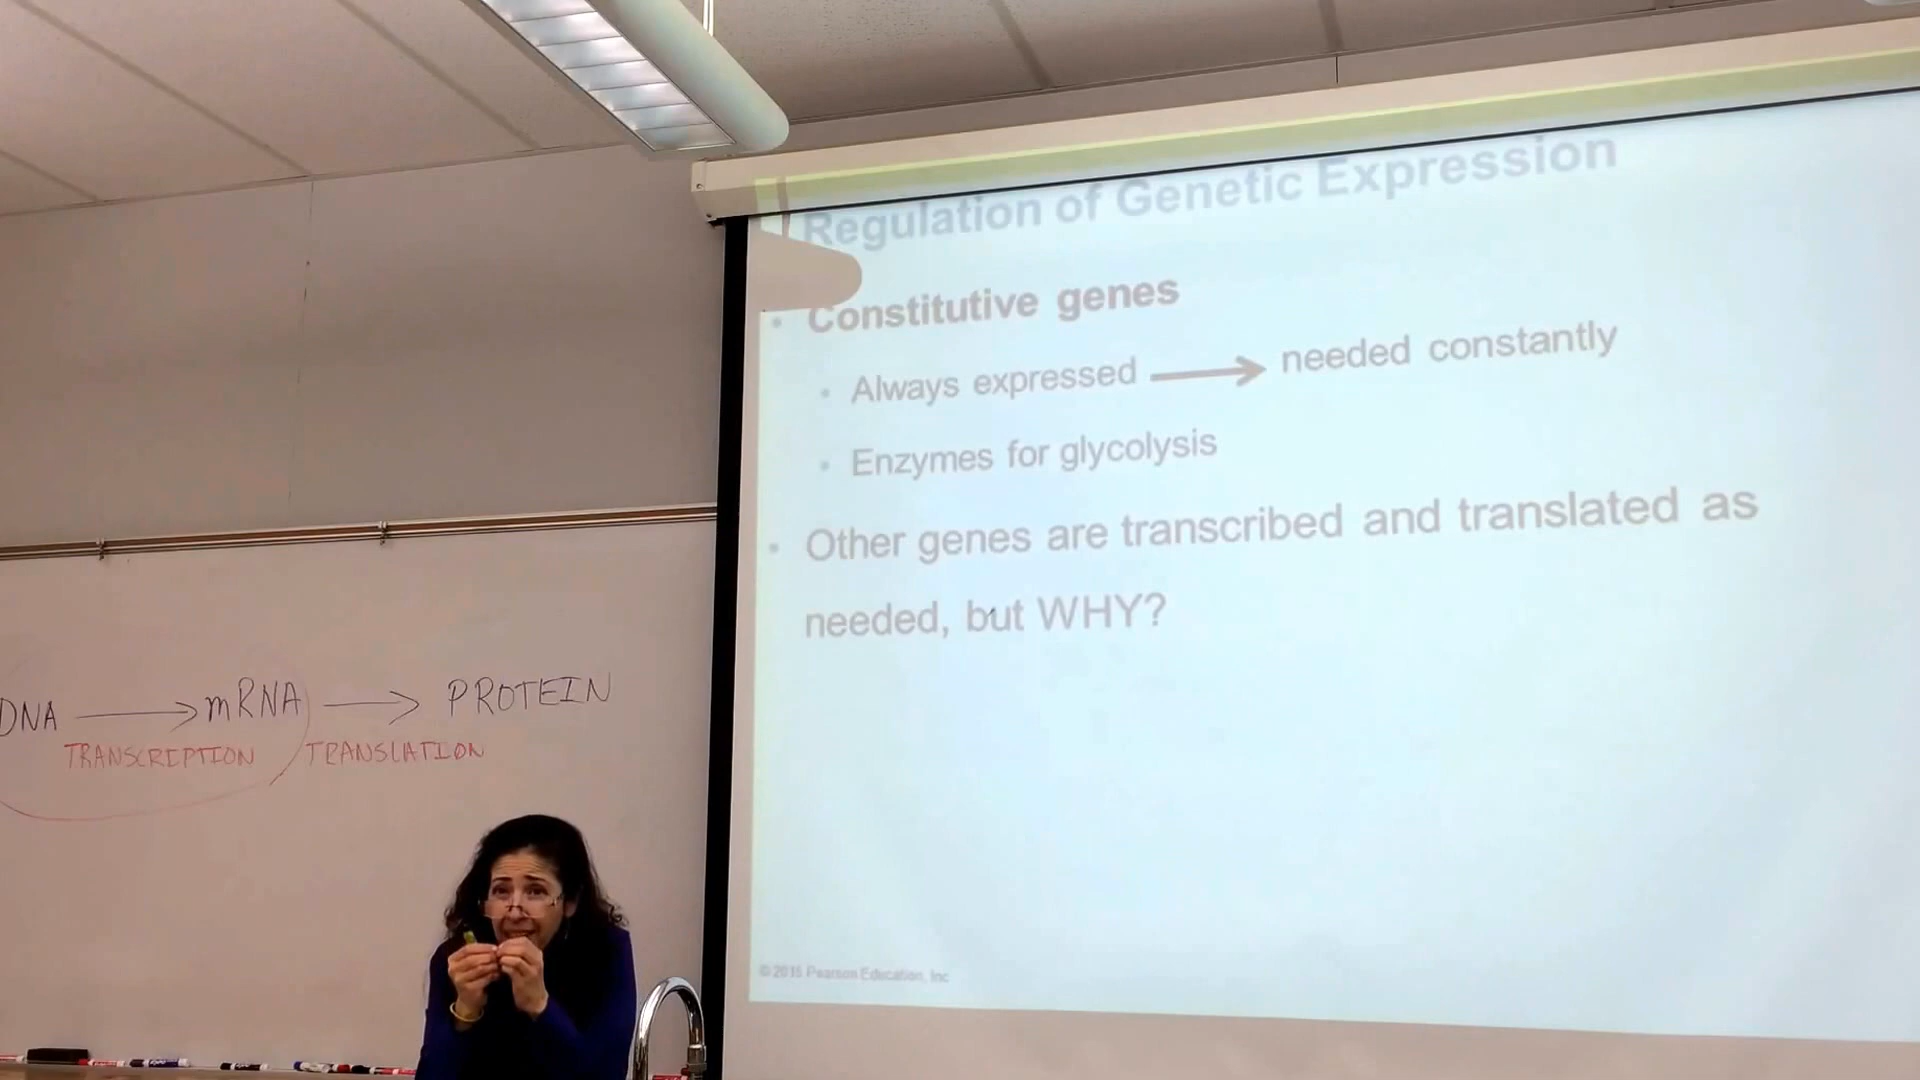 Regulation of Genetic Expression
• Constitutive genes
• Always expressed → needed constantly
• Enzymes for glycolysis
• Other genes are transcribed and translated as
needed, but WHY?
© 2015 Pearson Education, Inc
DNA → mRNA → PROTEIN
TRANSCRIPTION TRANSLATION